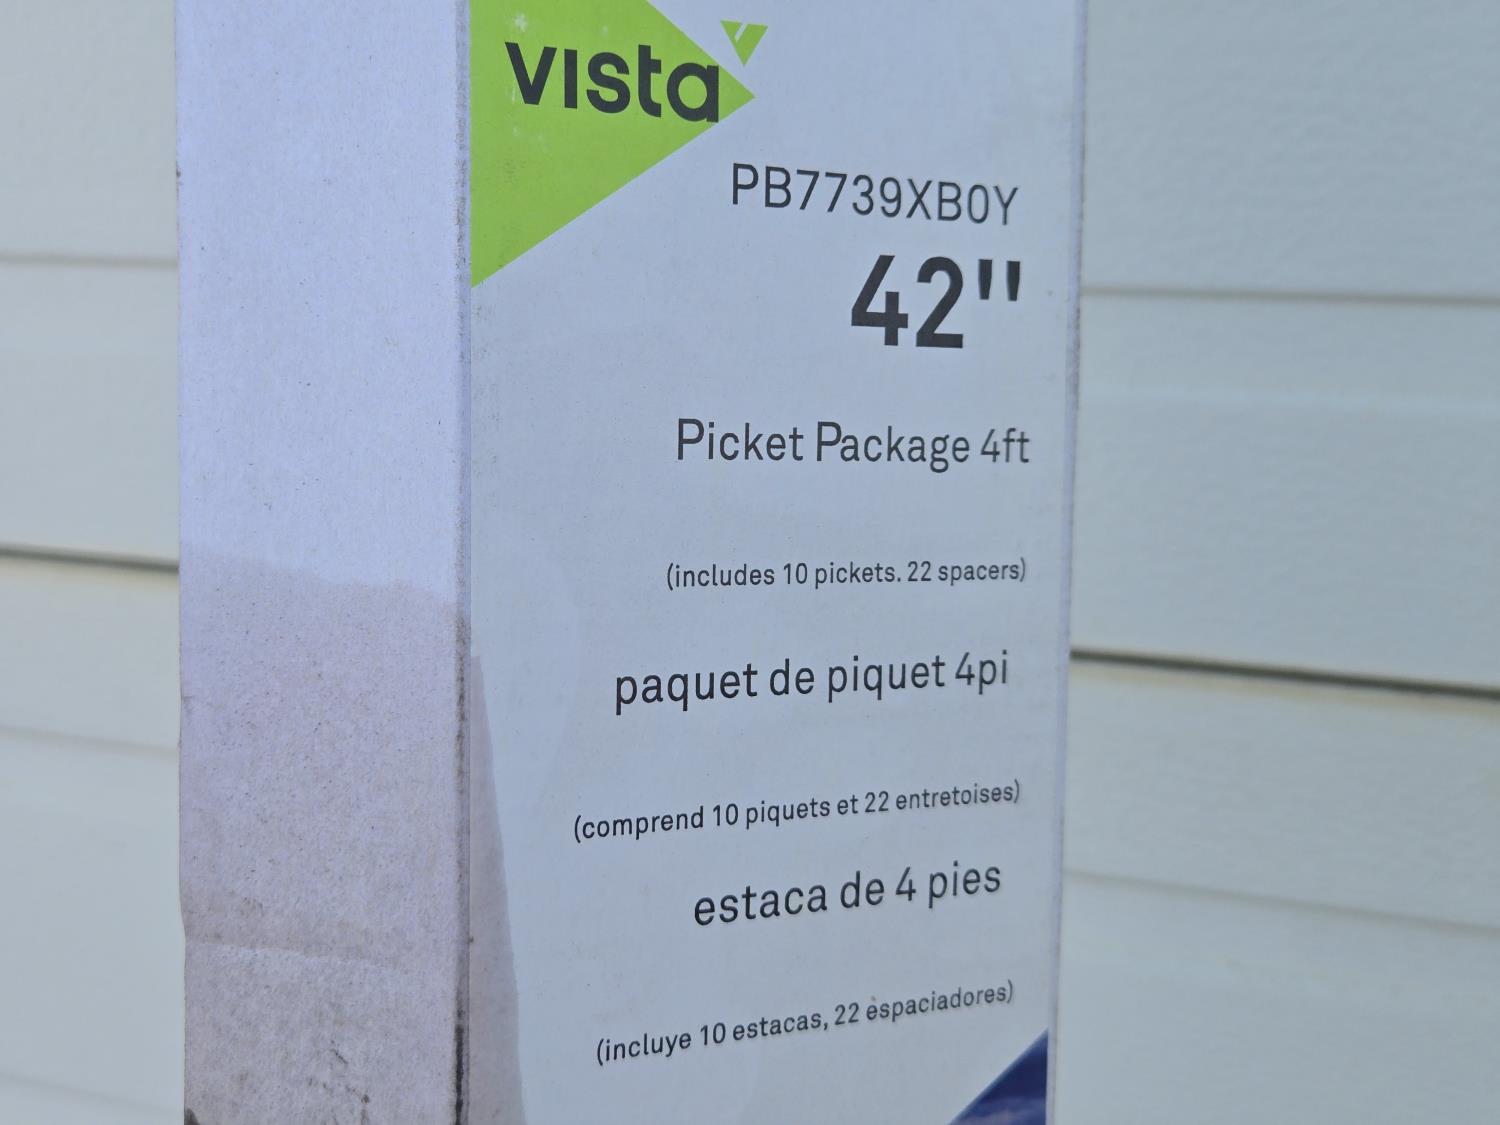 vista
PB7739XB0Y
42"
Picket Package 4ft
(includes 10 pickets. 22 spacers)
paquet de piquet 4pi
(comprend 10 piquets et 22 entretoises)
estaca de 4 pies
(incluye 10 estacas, 22 espaciadores)